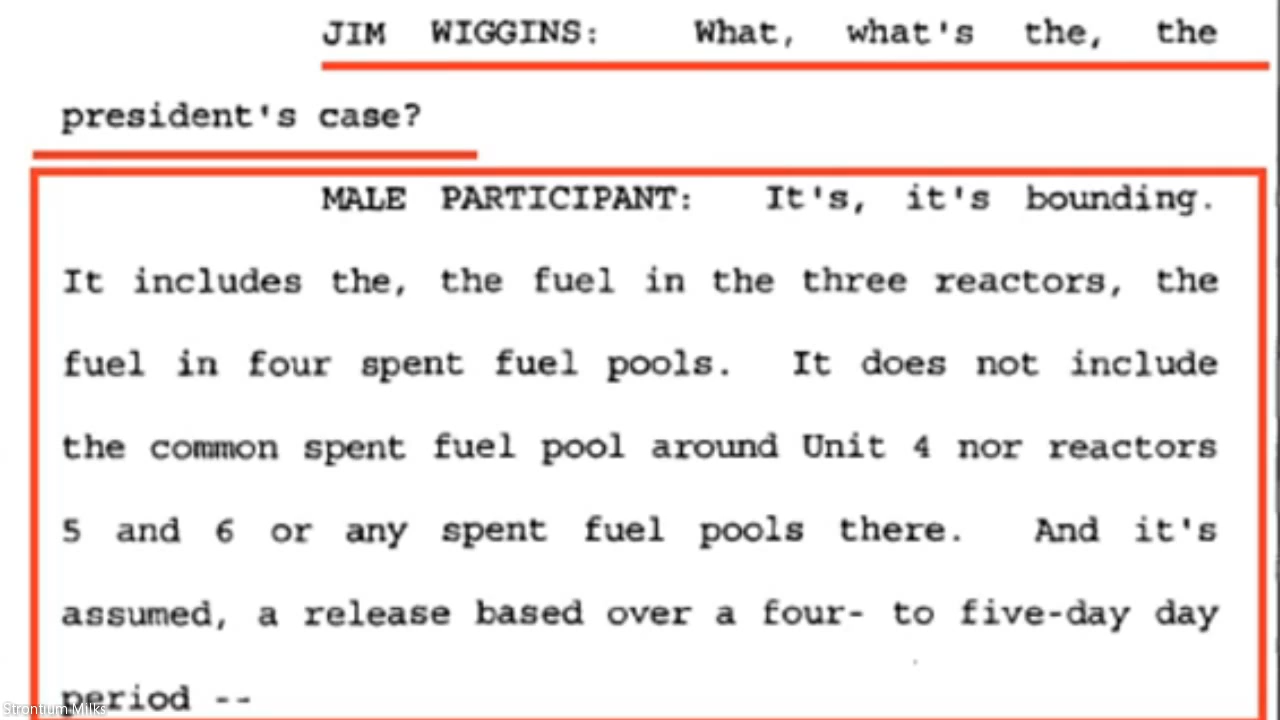 JIM WIGGINS: What, what's the, the
president's case?
MALE PARTICIPANT: It's, it's bounding.
It includes the, the fuel in the three reactors, the
fuel in four spent fuel pools. It does not include
the common spent fuel pool around Unit 4 nor reactors
5 and 6 or any spent fuel pools there. And it's
assumed, a release based over a four- to five-day day
period --
Strontium Milks